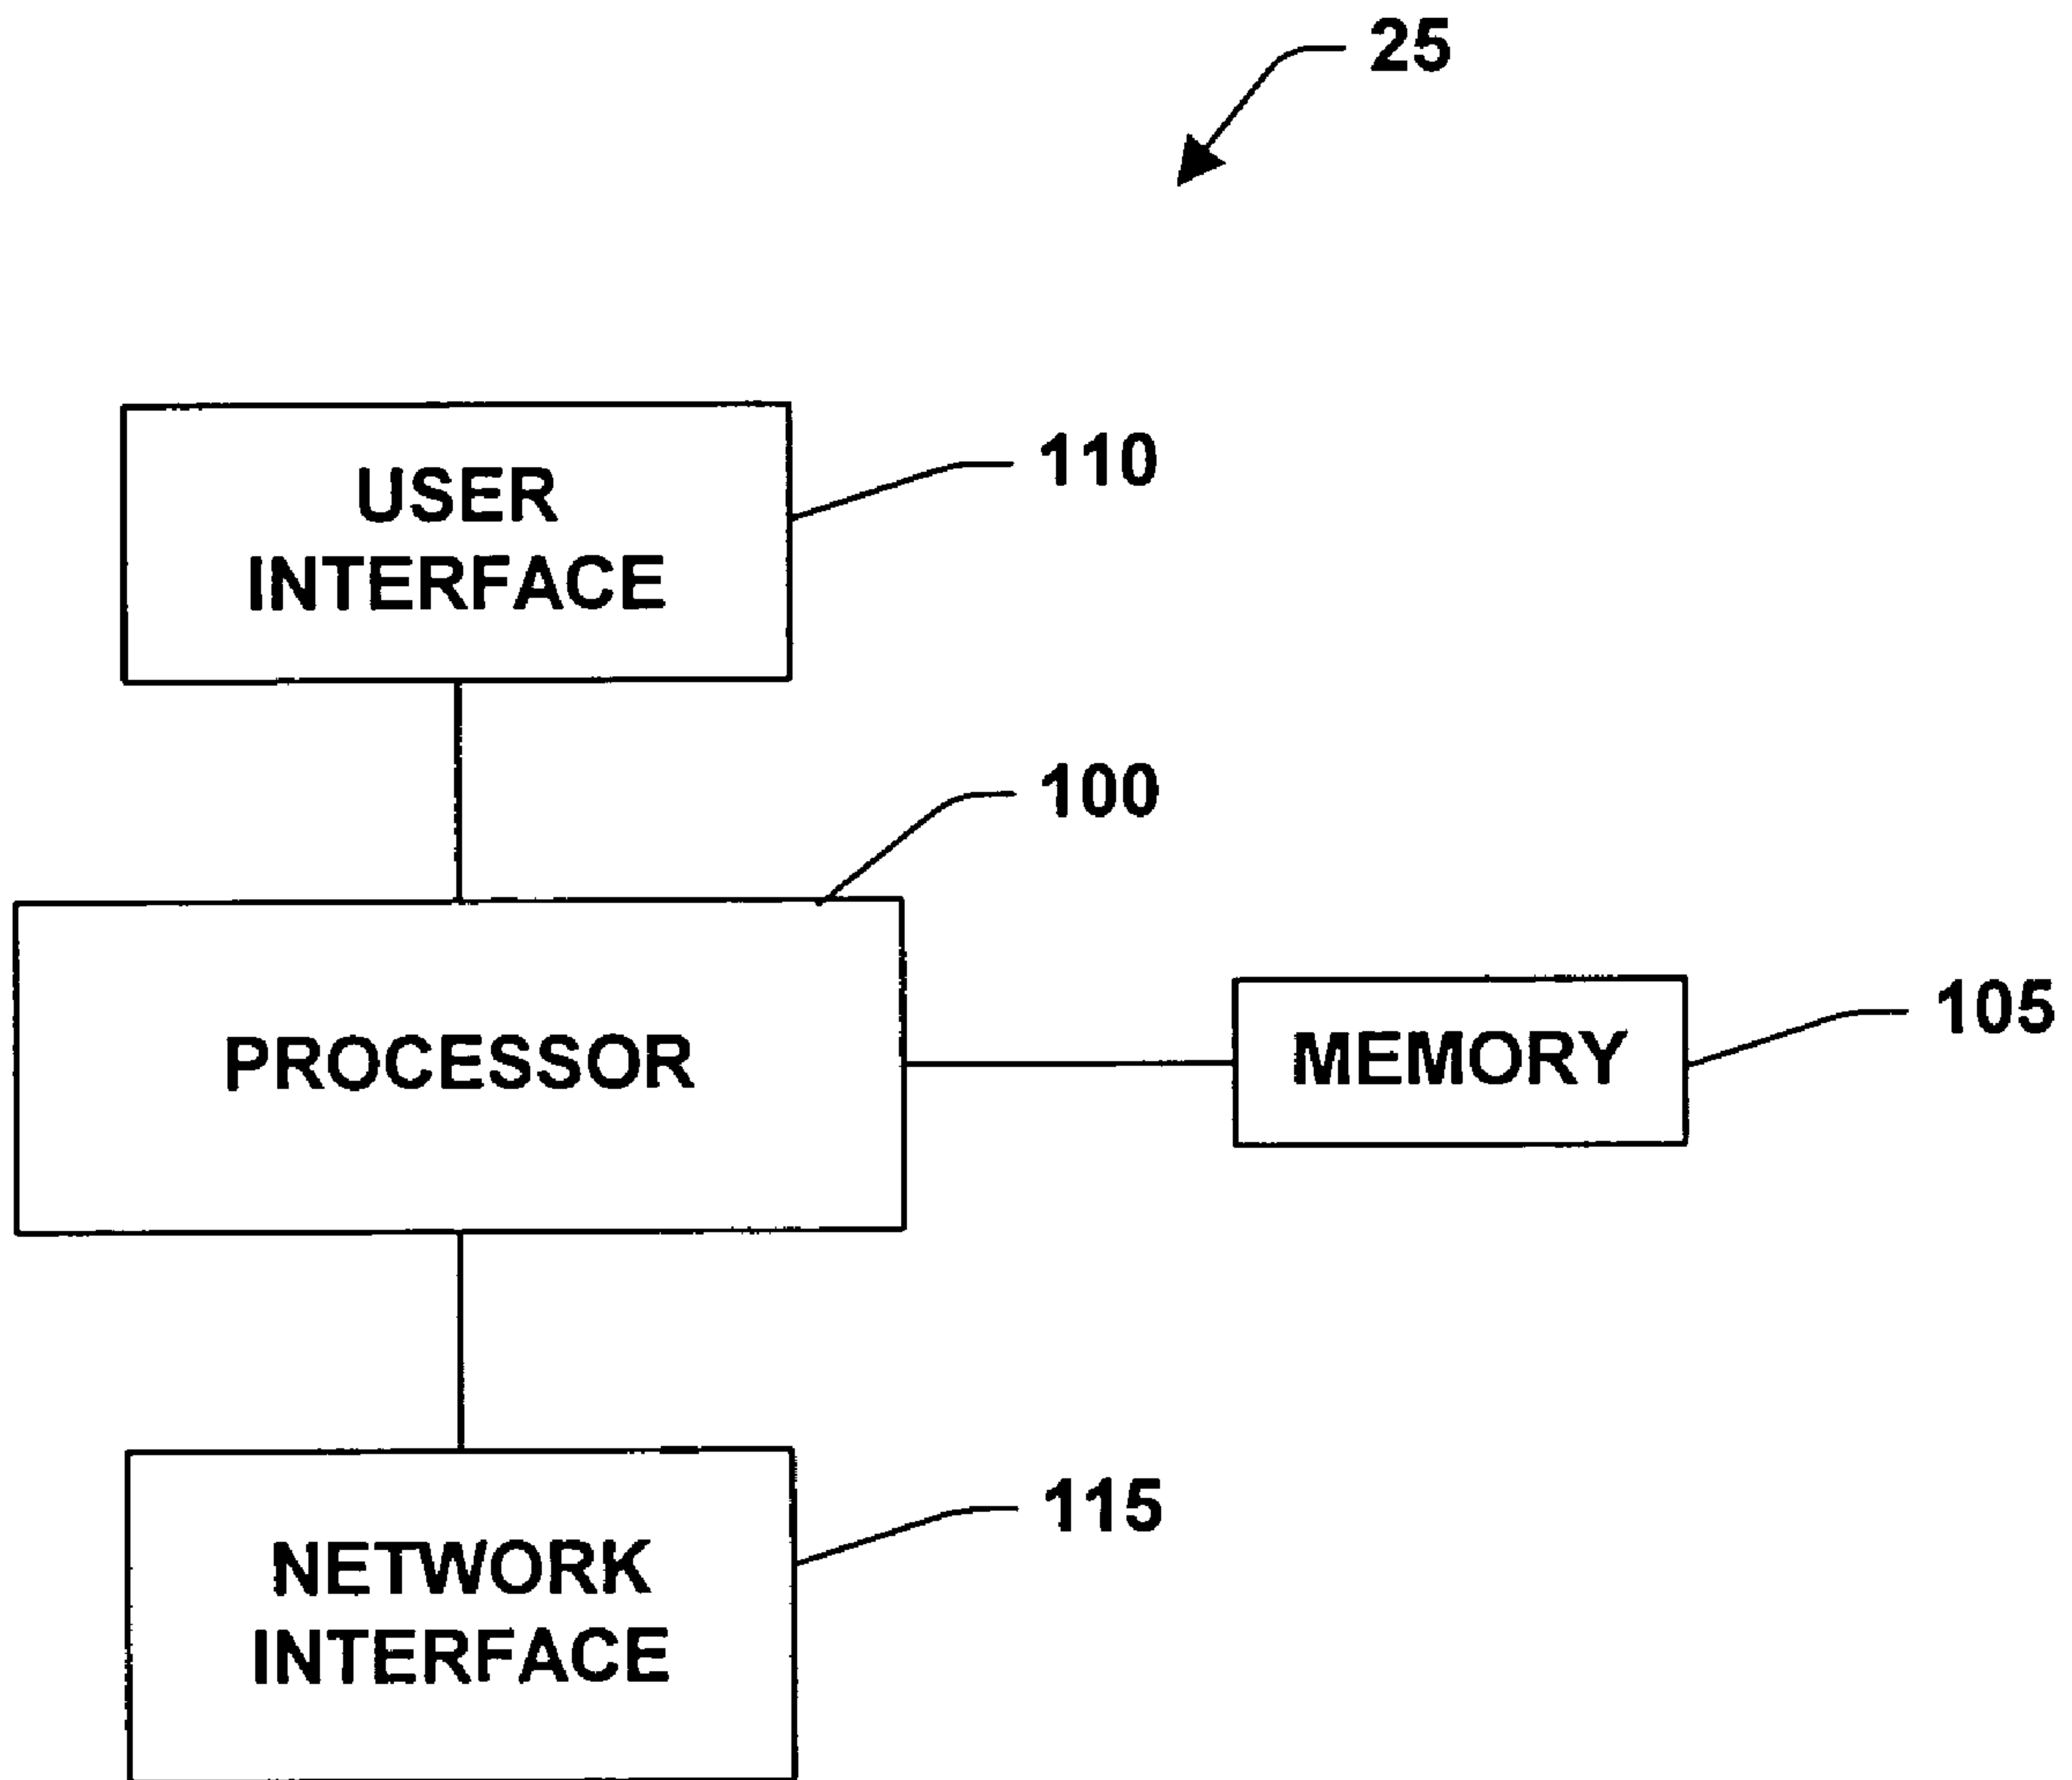 25
110
USER
INTERFACE
100
PROCESSOR
MEMORY
105
115
NETWORK
INTERFACE